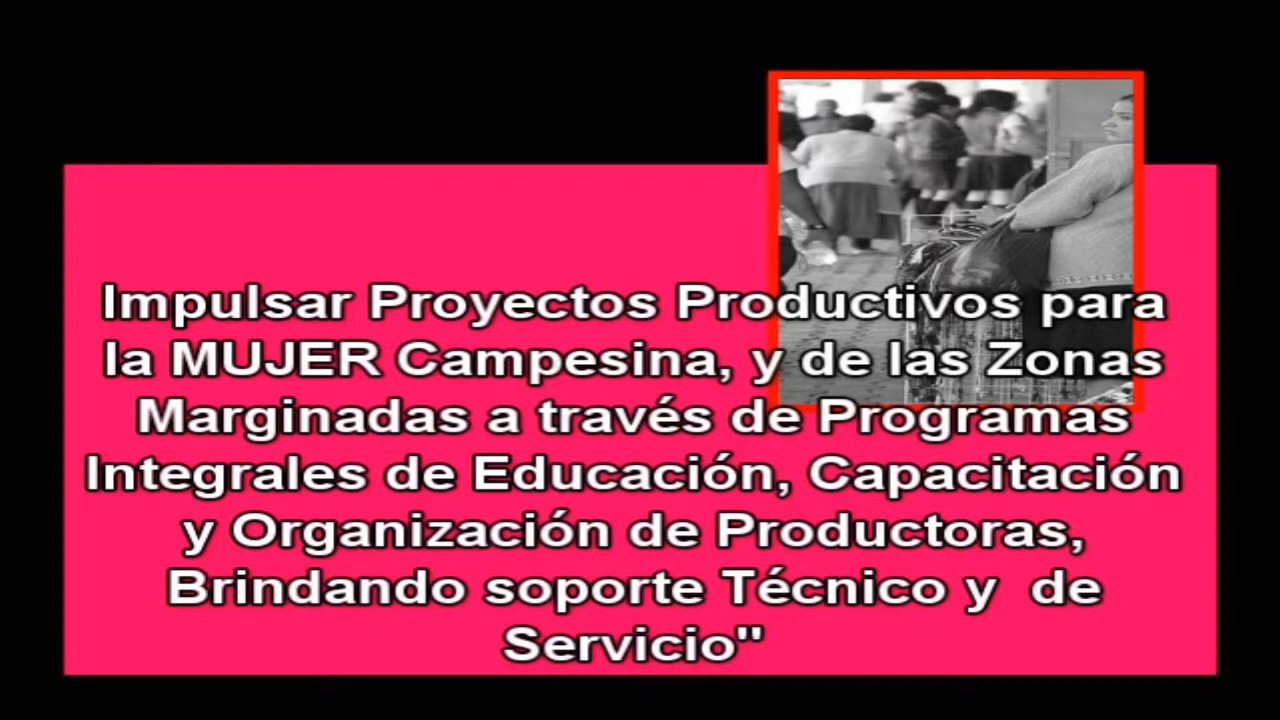 Impulsar Proyectos Productivos para
la MUJER Campesina, y de las Zonas
Marginadas a través de Programas
Integrales de Educación, Capacitación
y Organización de Productoras,
Brindando soporte Técnico y  de
Servicio"